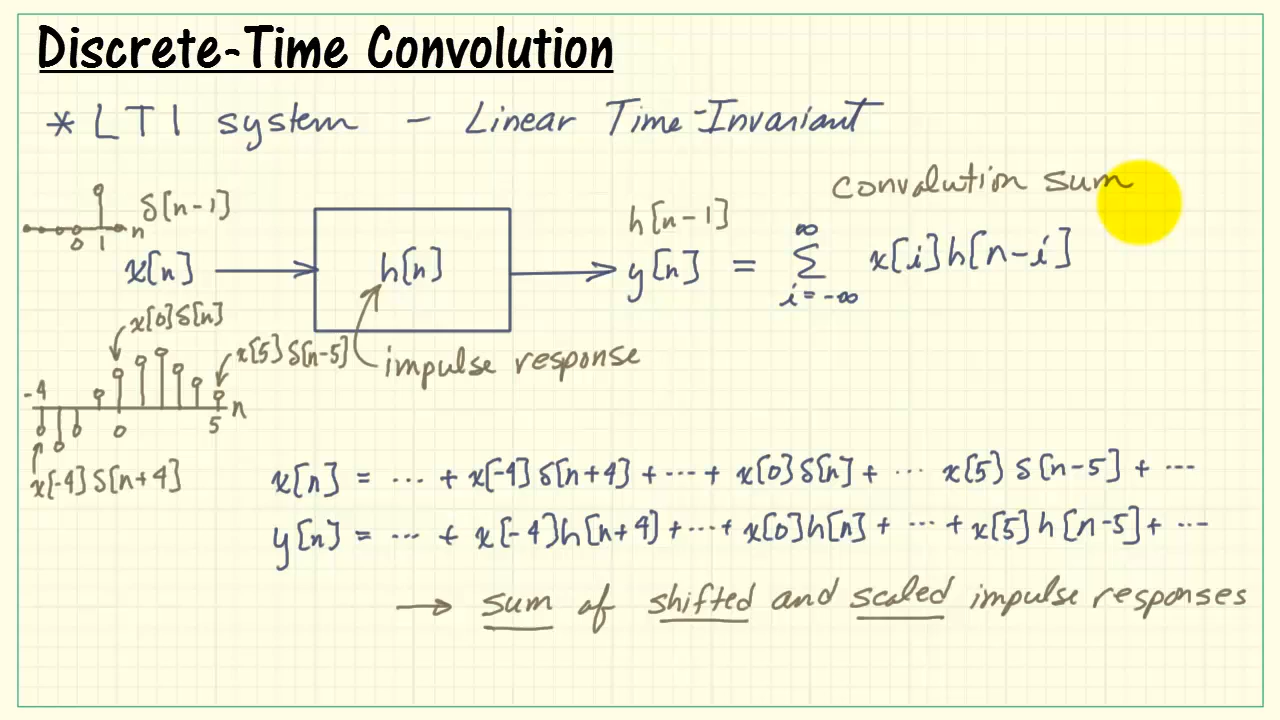 Discrete-Time Convolution
* LTI system - Linear Time-Invariant
convolution sum
δ[n-1]
n
0 1
h[n-1]
x[n]
h[n]
y[n] = ∞ Σ i=-∞ x[i]h[n-i]
x[0]δ[n]
x[5]δ[n-5]
impulse response
-4
n
0
5
x[-4]δ[n+4]
x[n] = ... + x[-4]δ[n+4] + ... + x[0]δ[n] + ... x[5] δ[n-5] + ...
y[n] = ... + x[-4]h[n+4] + ... + x[0]h[n] + ... + x[5]h[n-5] + ...
→ sum of shifted and scaled impulse responses